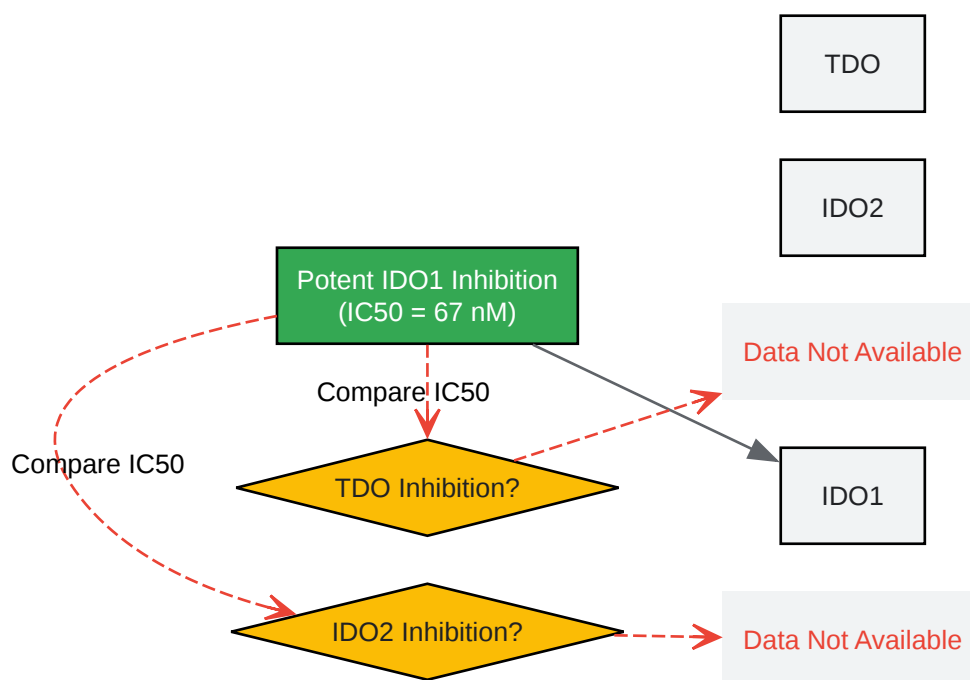 TDO
IDO2
Potent IDO1 Inhibition
(IC50 = 67 nM)
Data Not Available
Compare IC50
Compare IC50
TDO Inhibition?
IDO1
IDO2 Inhibition?
Data Not Available